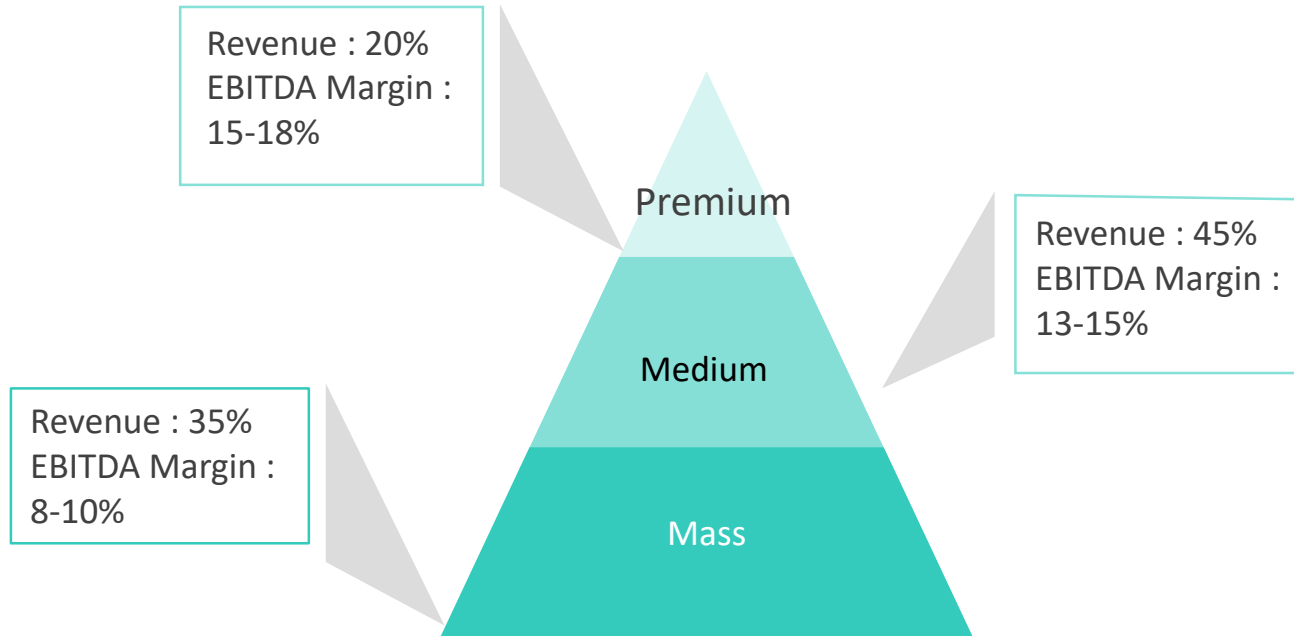 Revenue : 20%
EBITDA Margin :
15-18%
Premium
Revenue : 45%
EBITDA Margin :
13-15%
Medium
Revenue : 35%
EBITDA Margin :
8-10%
Mass